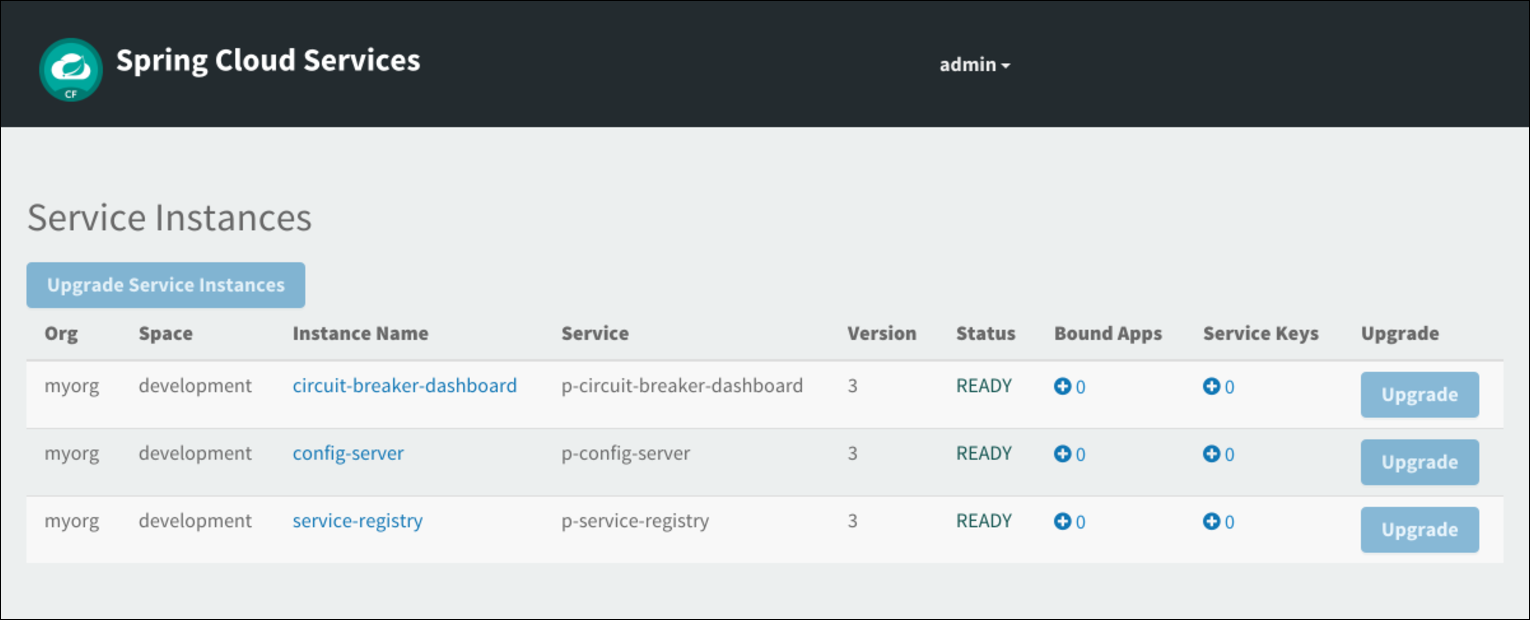 Spring Cloud Services
admin
CF
Service Instances
Upgrade Service Instances
Org Space Instance Name Service Version Status Bound Apps Service Keys Upgrade
myorg development circuit-breaker-dashboard p-circuit-breaker-dashboard 3 READY 0 0 Upgrade
myorg development config-server p-config-server 3 READY 0 0 Upgrade
myorg development service-registry p-service-registry 3 READY 0 0 Upgrade